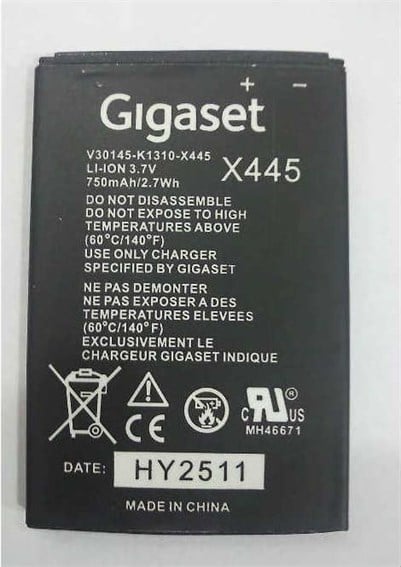 + −
Gigaset
V30145-K1310-X445
LI-ION 3.7V
750mAh/2.7Wh
X445
DO NOT DISASSEMBLE
DO NOT EXPOSE TO HIGH
TEMPERATURES ABOVE
(60°C/140°F)
USE ONLY CHARGER
SPECIFIED BY GIGASET
NE PAS DEMONTER
NE PAS EXPOSER A DES
TEMPERATURES ELEVEES
(60°C/140°F)
EXCLUSIVEMENT LE
CHARGEUR GIGASET INDIQUE
CE
c RU ® US
MH46671
DATE: HY2511
MADE IN CHINA